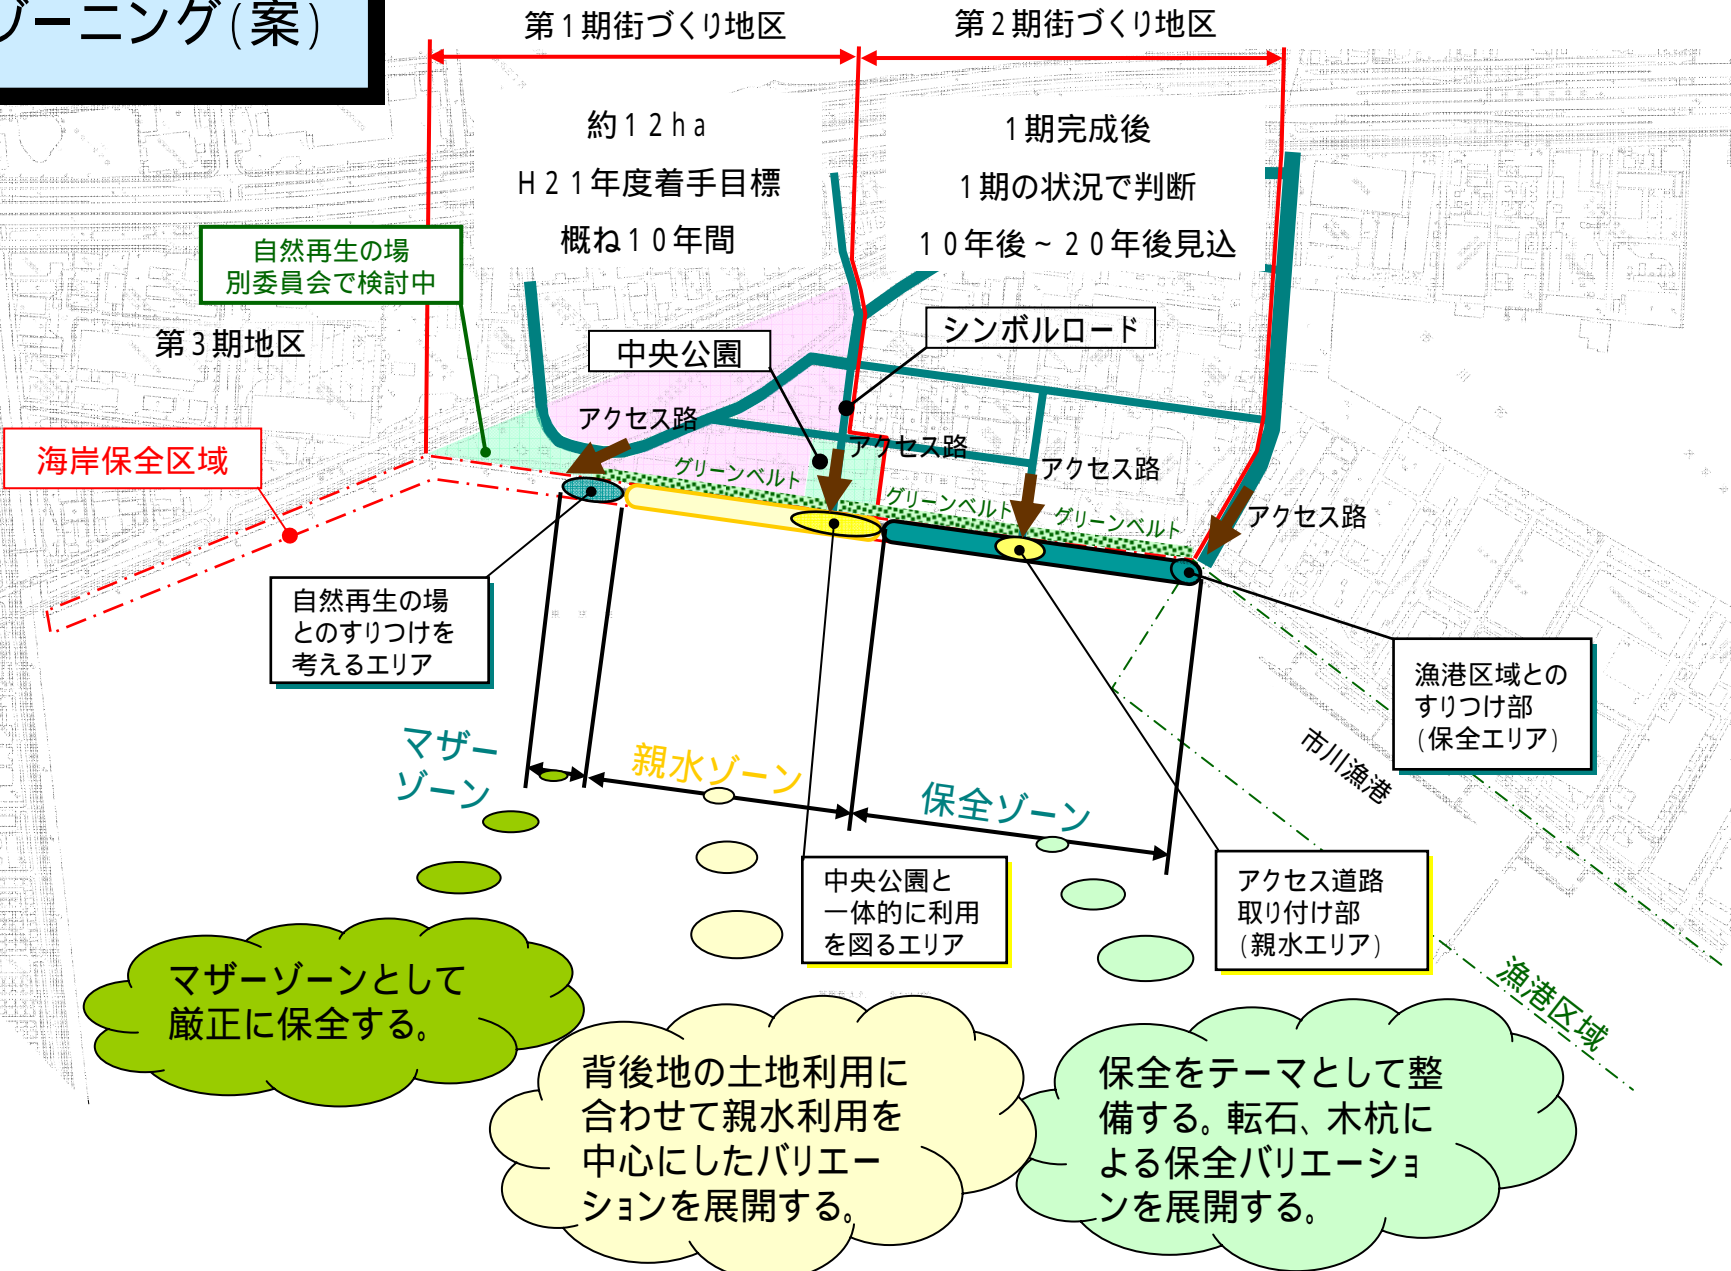 ゾーニング(案)
第1期街づくり地区
第2期街づくり地区
約12ha
H21年度着手目標
概ね10年間
1期完成後
1期の状況で判断
10年後~20年後見込
自然再生の場
別委員会で検討中
第3期地区
中央公園
シンボルロード
海岸保全区域
アクセス路
アクセス路
アクセス路
アクセス路
グリーンベルト
グリーンベルト
グリーンベルト
自然再生の場
とのすりつけを
考えるエリア
漁港区域との
すりつけ部
(保全エリア)
市川漁港
マザー
ゾーン
親水ゾーン
保全ゾーン
中央公園と
一体的に利用
を図るエリア
アクセス道路
取り付け部
(親水エリア)
漁港区域
マザーゾーンとして
厳正に保全する。
背後地の土地利用に
合わせて親水利用を
中心にしたバリエー
ションを展開する。
保全をテーマとして整
備する。転石、木杭に
よる保全バリエーショ
ンを展開する。